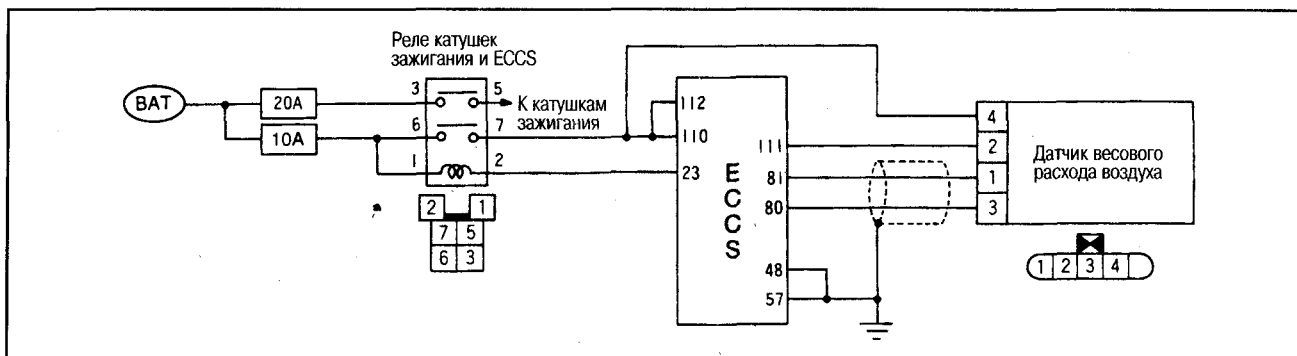 Реле катушек
зажигания и ECCS
BAT
20A
3
5
К катушкам
зажигания
10A
6
7
1
2
2
1
7
5
6
3
112
110
23
ECCS
111
81
80
48
57
4
2
1
3
Датчик весового
расхода воздуха
1
2
3
4